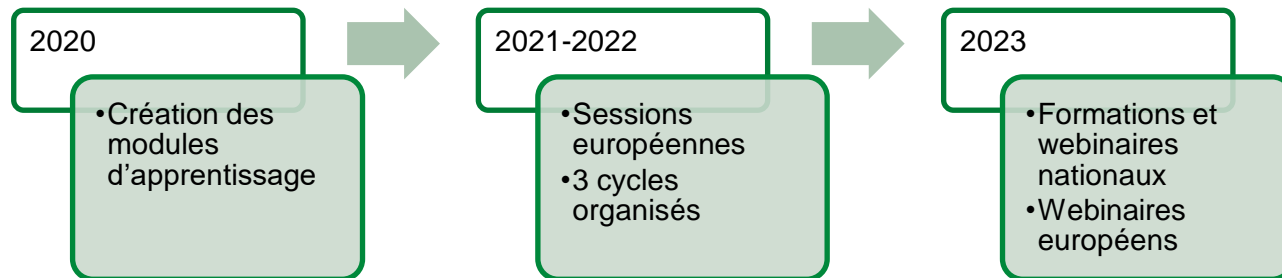 2020
•Création des
modules
d’apprentissage
2021-2022
•Sessions
européennes
•3 cycles
organisés
2023
•Formations et
webinaires
nationaux
•Webinaires
européens